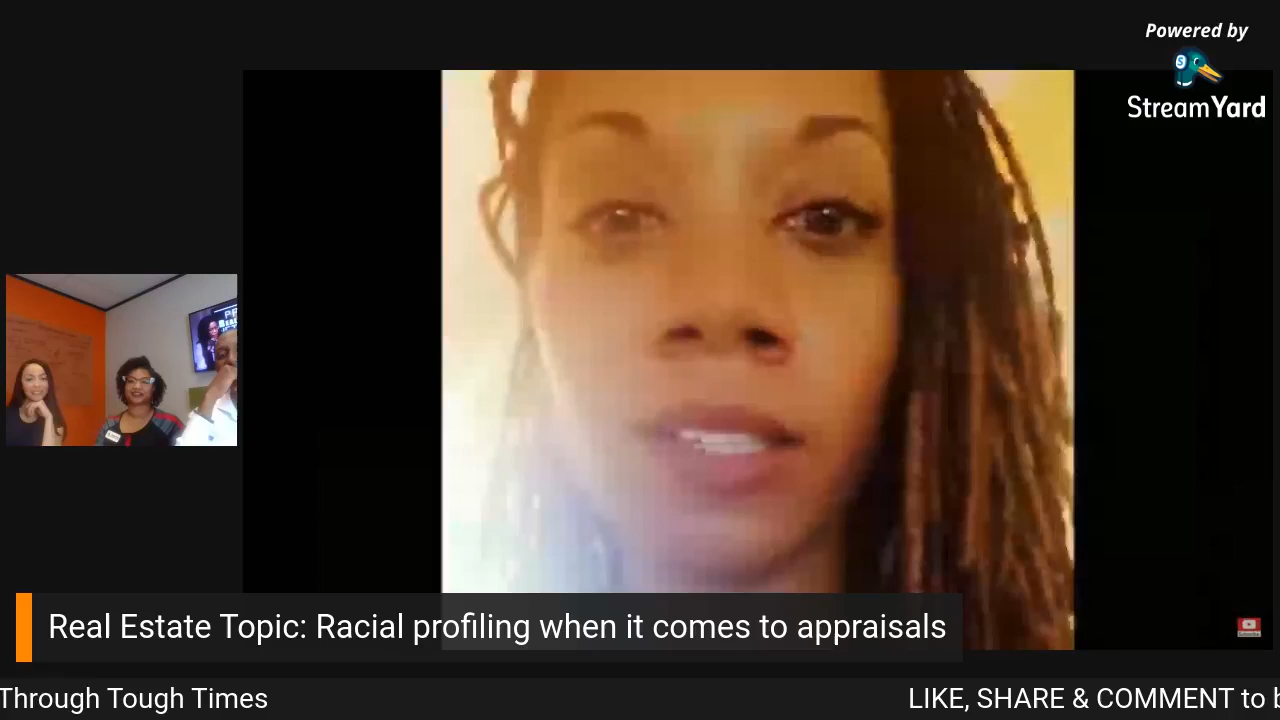 Powered by
StreamYard
Real Estate Topic: Racial profiling when it comes to appraisals
Through Tough Times
LIKE, SHARE & COMMENT to